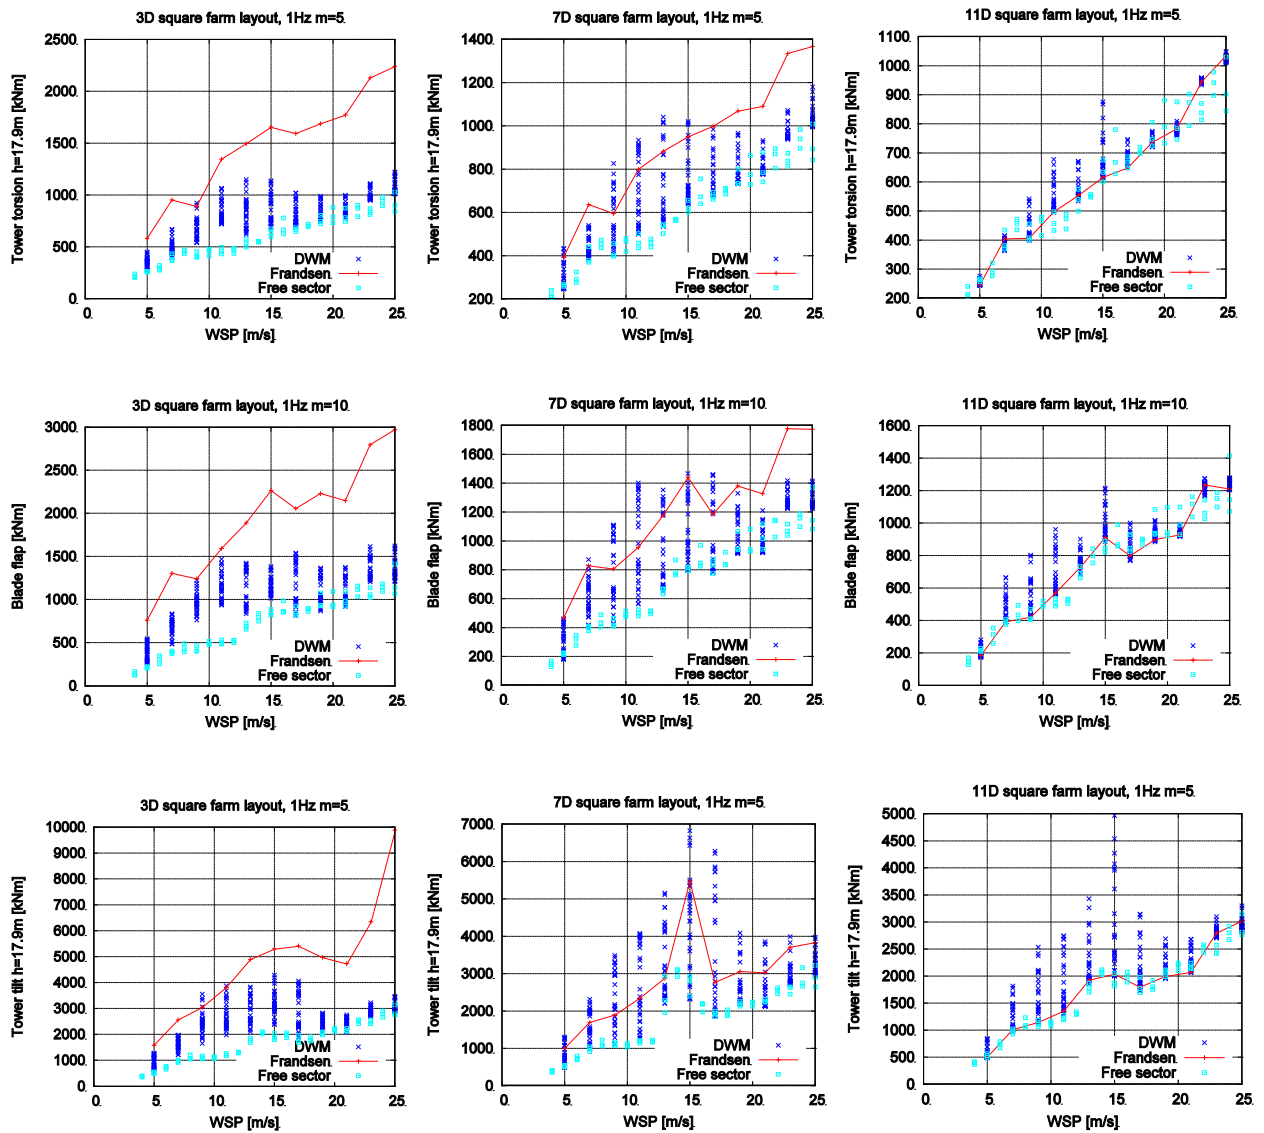 3D square farm layout, 1Hz m=5.
7D square farm layout, 1Hz m=5.
11D square farm layout, 1Hz m=5.
Tower torsion h=17.9m [kNm]
2500.
2000.
1500.
1000.
500.
0.
0. 5. 10. 15. 20. 25.
WSP [m/s].
DWM
Frandsen.
Free sector
Tower torsion h=17.9m [kNm]
1400.
1200.
1000.
800.
600.
400.
200.
0. 5. 10. 15. 20. 25.
WSP [m/s].
DWM
Frandsen.
Free sector
Tower torsion h=17.9m [kNm]
1100.
1000.
900.
800.
700.
600.
500.
400.
300.
200.
0. 5. 10. 15. 20. 25.
WSP [m/s].
DWM
Frandsen.
Free sector
3D square farm layout, 1Hz m=10.
7D square farm layout, 1Hz m=10.
11D square farm layout, 1Hz m=10.
Blade flap [kNm]
3000.
2500.
2000.
1500.
1000.
500.
0.
0. 5. 10. 15. 20. 25.
WSP [m/s].
DWM
Frandsen.
Free sector
Blade flap [kNm]
1800.
1600.
1400.
1200.
1000.
800.
600.
400.
200.
0.
0. 5. 10. 15. 20. 25.
WSP [m/s].
DWM
Frandsen.
Free sector
Blade flap [kNm]
1600.
1400.
1200.
1000.
800.
600.
400.
200.
0.
0. 5. 10. 15. 20. 25.
WSP [m/s].
DWM
Frandsen.
Free sector
3D square farm layout, 1Hz m=5.
7D square farm layout, 1Hz m=5.
11D square farm layout, 1Hz m=5.
Tower tilt h=17.9m [kNm]
10000.
9000.
8000.
7000.
6000.
5000.
4000.
3000.
2000.
1000.
0.
0. 5. 10. 15. 20. 25.
WSP [m/s].
DWM
Frandsen.
Free sector
Tower tilt h=17.9m [kNm]
7000.
6000.
5000.
4000.
3000.
2000.
1000.
0.
0. 5. 10. 15. 20. 25.
WSP [m/s].
DWM
Frandsen.
Free sector
Tower tilt h=17.9m [kNm]
5000.
4500.
4000.
3500.
3000.
2500.
2000.
1500.
1000.
500.
0.
0. 5. 10. 15. 20. 25.
WSP [m/s].
DWM
Frandsen.
Free sector